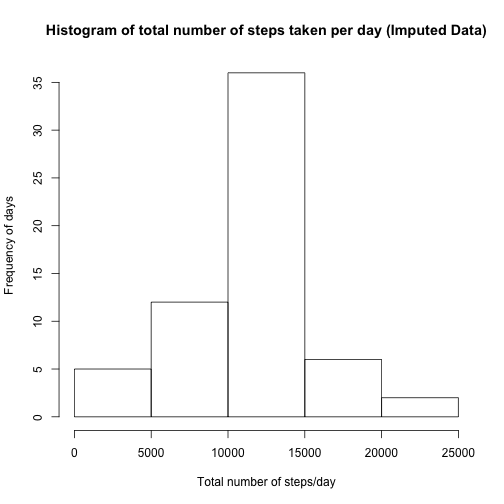 Histogram of total number of steps taken per day (Imputed Data)
Frequency of days
35
30
25
20
15
10
5
0
0 5000 10000 15000 20000 25000
Total number of steps/day